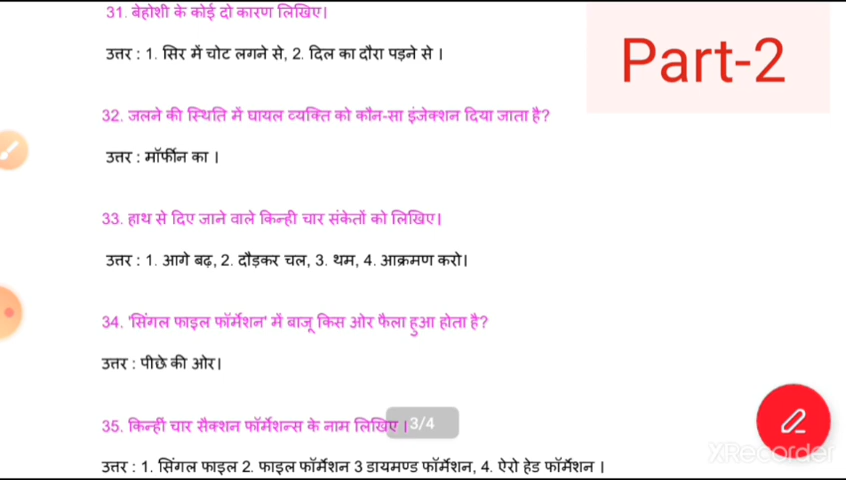 31. बेहोशी के कोई दो कारण लिखिए।
Part-2
उत्तर : 1. सिर में चोट लगने से, 2. दिल का दौरा पड़ने से ।
32. जलने की स्थिति में घायल व्यक्ति को कौन-सा इंजेक्शन दिया जाता है?
उत्तर : मॉर्फीन का ।
33. हाथ से दिए जाने वाले किन्ही चार संकेतों को लिखिए।
उत्तर : 1. आगे बढ़, 2. दौड़कर चल, 3. थम, 4. आक्रमण करो।
34. 'सिंगल फाइल फॉर्मेशन' में बाजू किस ओर फैला हुआ होता है?
उत्तर : पीछे की ओर।
35. किन्हीं चार सैक्शन फॉर्मेशन्स के नाम लिखिए ।
3/4
XRecorder
उत्तर : 1. सिंगल फाइल 2. फाइल फॉर्मेशन 3 डायमण्ड फॉर्मेशन, 4. ऐरो हेड फॉर्मेशन ।